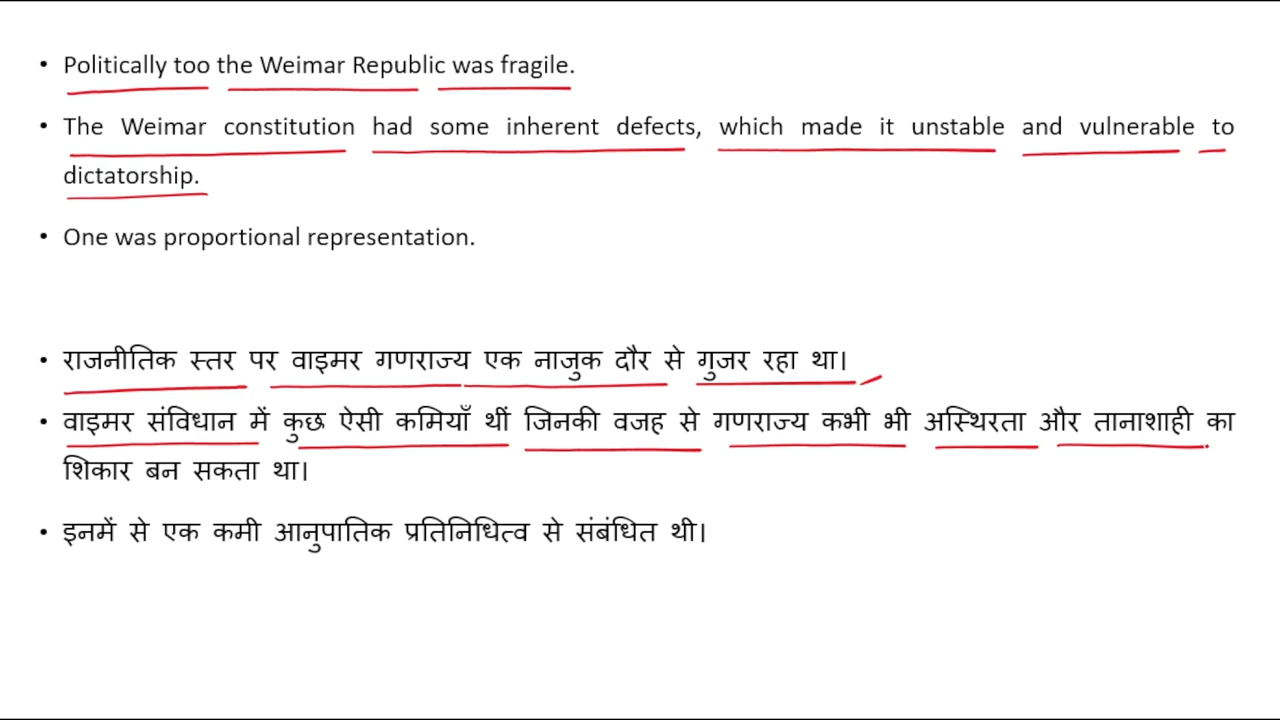 • Politically too the Weimar Republic was fragile.
• The Weimar constitution had some inherent defects, which made it unstable and vulnerable to
dictatorship.
• One was proportional representation.
• राजनीतिक स्तर पर वाइमर गणराज्य एक नाजुक दौर से गुजर रहा था।
• वाइमर संविधान में कुछ ऐसी कमियाँ थीं जिनकी वजह से गणराज्य कभी भी अस्थिरता और तानाशाही का
शिकार बन सकता था।
• इनमें से एक कमी आनुपातिक प्रतिनिधित्व से संबंधित थी।